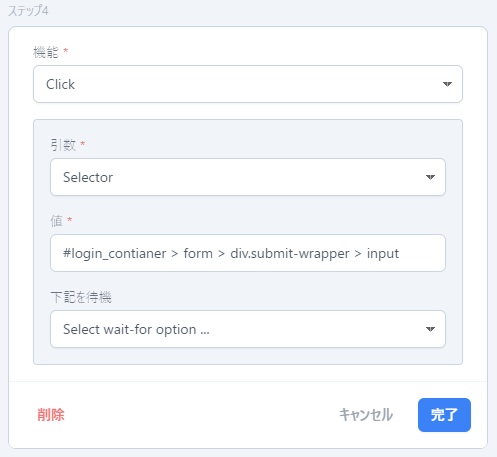 ステップ4
機能 *
Click
引数 *
Selector
値 *
#login_contianer > form > div.submit-wrapper > input
下記を待機
Select wait-for option ...
削除
キャンセル
完了